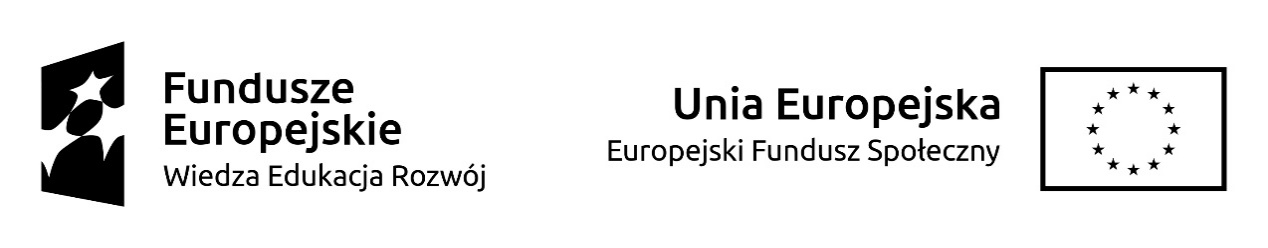 Fundusze
Europejskie
Wiedza Edukacja Rozwój
Unia Europejska
Europejski Fundusz Społeczny